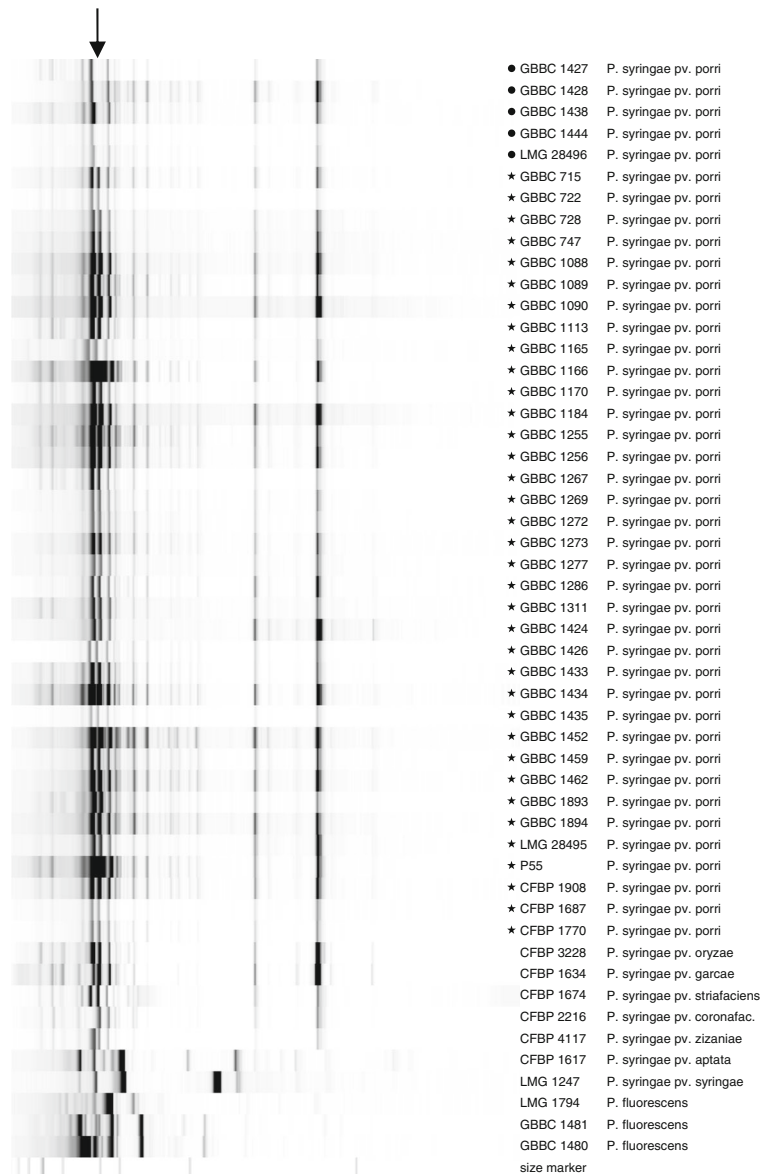 ● GBBC 1427 P. syringae pv. porri
● GBBC 1428 P. syringae pv. porri
● GBBC 1438 P. syringae pv. porri
● GBBC 1444 P. syringae pv. porri
● LMG 28496 P. syringae pv. porri
★ GBBC 715 P. syringae pv. porri
★ GBBC 722 P. syringae pv. porri
★ GBBC 728 P. syringae pv. porri
★ GBBC 747 P. syringae pv. porri
★ GBBC 1088 P. syringae pv. porri
★ GBBC 1089 P. syringae pv. porri
★ GBBC 1090 P. syringae pv. porri
★ GBBC 1113 P. syringae pv. porri
★ GBBC 1165 P. syringae pv. porri
★ GBBC 1166 P. syringae pv. porri
★ GBBC 1170 P. syringae pv. porri
★ GBBC 1184 P. syringae pv. porri
★ GBBC 1255 P. syringae pv. porri
★ GBBC 1256 P. syringae pv. porri
★ GBBC 1267 P. syringae pv. porri
★ GBBC 1269 P. syringae pv. porri
★ GBBC 1272 P. syringae pv. porri
★ GBBC 1273 P. syringae pv. porri
★ GBBC 1277 P. syringae pv. porri
★ GBBC 1286 P. syringae pv. porri
★ GBBC 1311 P. syringae pv. porri
★ GBBC 1424 P. syringae pv. porri
★ GBBC 1426 P. syringae pv. porri
★ GBBC 1433 P. syringae pv. porri
★ GBBC 1434 P. syringae pv. porri
★ GBBC 1435 P. syringae pv. porri
★ GBBC 1452 P. syringae pv. porri
★ GBBC 1459 P. syringae pv. porri
★ GBBC 1462 P. syringae pv. porri
★ GBBC 1893 P. syringae pv. porri
★ GBBC 1894 P. syringae pv. porri
★ LMG 28495 P. syringae pv. porri
★ P55 P. syringae pv. porri
★ CFBP 1908 P. syringae pv. porri
★ CFBP 1687 P. syringae pv. porri
★ CFBP 1770 P. syringae pv. porri
CFBP 3228 P. syringae pv. oryzae
CFBP 1634 P. syringae pv. garcae
CFBP 1674 P. syringae pv. striafaciens
CFBP 2216 P. syringae pv. coronafac.
CFBP 4117 P. syringae pv. zizaniae
CFBP 1617 P. syringae pv. aptata
LMG 1247 P. syringae pv. syringae
LMG 1794 P. fluorescens
GBBC 1481 P. fluorescens
GBBC 1480 P. fluorescens
size marker